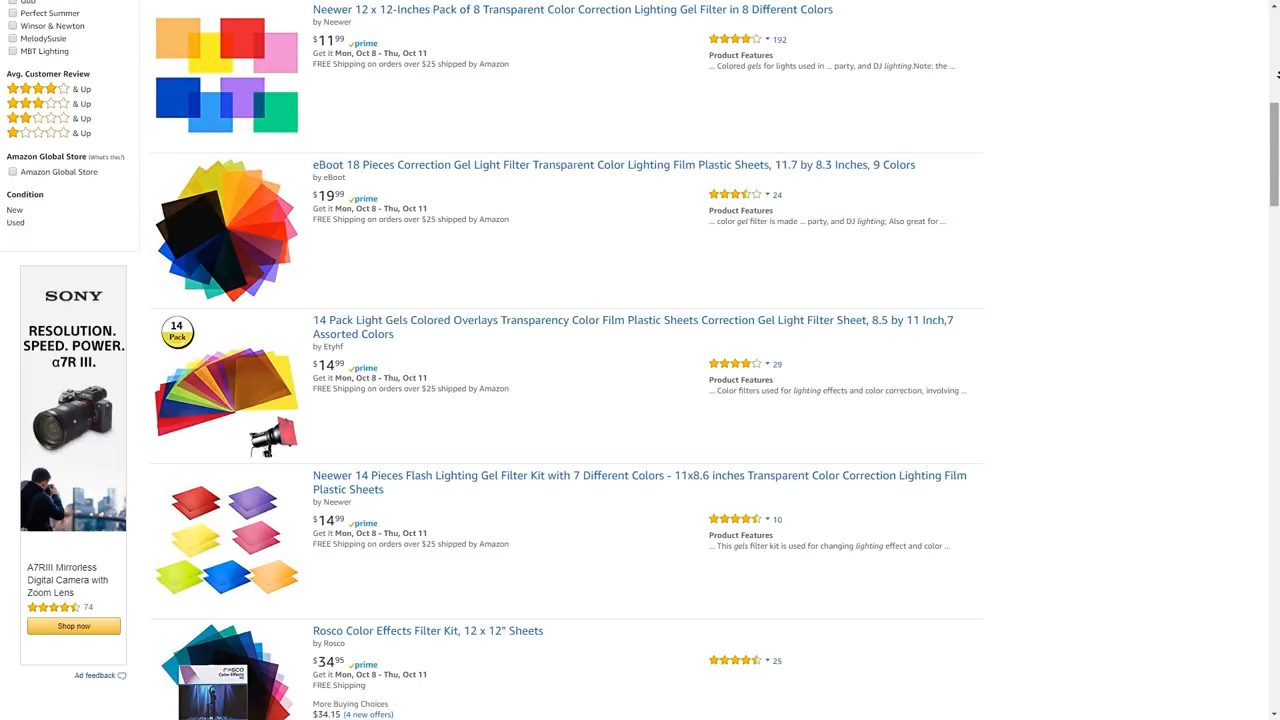 Perfect Summer
Winsor & Newton
MelodySusie
MBT Lighting
Avg. Customer Review
& Up
& Up
& Up
& Up
Amazon Global Store (What's this?)
Amazon Global Store
Condition
New
Used
SONY
RESOLUTION.
SPEED. POWER.
α7R III.
A7RIII Mirrorless
Digital Camera with
Zoom Lens
74
Shop now
Ad feedback
Neewer 12 x 12-Inches Pack of 8 Transparent Color Correction Lighting Gel Filter in 8 Different Colors
by Neewer
$11.99 prime
Get it Mon, Oct 8 - Thu, Oct 11
FREE Shipping on orders over $25 shipped by Amazon
192
Product Features
... Colored gels for lights used in ... party, and DJ lighting.Note: the ...
eBoot 18 Pieces Correction Gel Light Filter Transparent Color Lighting Film Plastic Sheets, 11.7 by 8.3 Inches, 9 Colors
by eBoot
$19.99 prime
Get it Mon, Oct 8 - Thu, Oct 11
FREE Shipping on orders over $25 shipped by Amazon
24
Product Features
... color gel filter is made ... party, and DJ lighting; Also great for ...
14
Pack
14 Pack Light Gels Colored Overlays Transparency Color Film Plastic Sheets Correction Gel Light Filter Sheet, 8.5 by 11 Inch,7
Assorted Colors
by Etyhf
$14.99 prime
Get it Mon, Oct 8 - Thu, Oct 11
FREE Shipping on orders over $25 shipped by Amazon
29
Product Features
... Color filters used for lighting effects and color correction, involving ...
Neewer 14 Pieces Flash Lighting Gel Filter Kit with 7 Different Colors - 11x8.6 inches Transparent Color Correction Lighting Film
Plastic Sheets
by Neewer
$14.99 prime
Get it Mon, Oct 8 - Thu, Oct 11
FREE Shipping on orders over $25 shipped by Amazon
10
Product Features
... This gels filter kit is used for changing lighting effect and color ...
ROSCO
Color Effects
Rosco Color Effects Filter Kit, 12 x 12" Sheets
by Rosco
$34.95 prime
Get it Mon, Oct 8 - Thu, Oct 11
FREE Shipping
More Buying Choices
$34.15 (4 new offers)
25